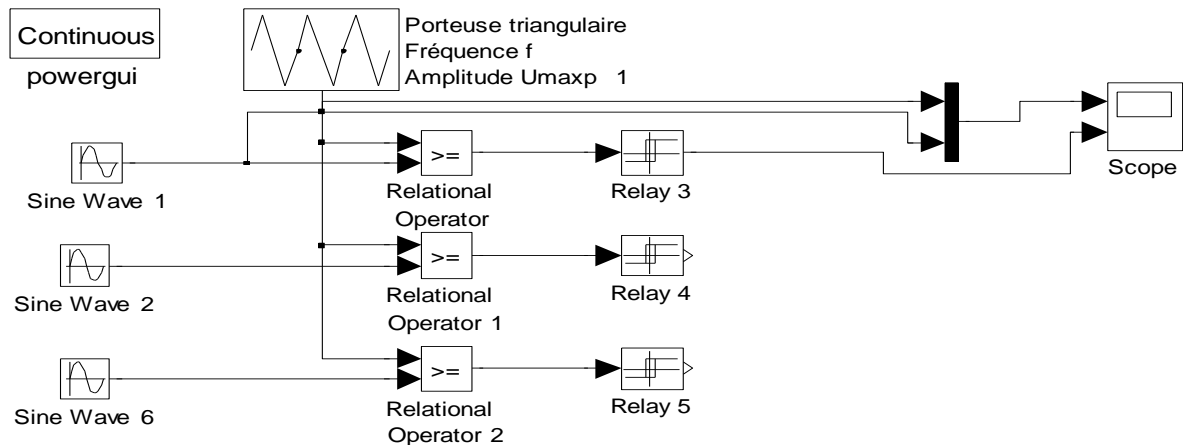 Continuous
powergui
Porteuse triangulaire
Fréquence f
Amplitude Umaxp 1
Sine Wave 1
>=
Relational
Operator
Relay 3
Scope
Sine Wave 2
>=
Relational
Operator 1
Relay 4
Sine Wave 6
>=
Relational
Operator 2
Relay 5